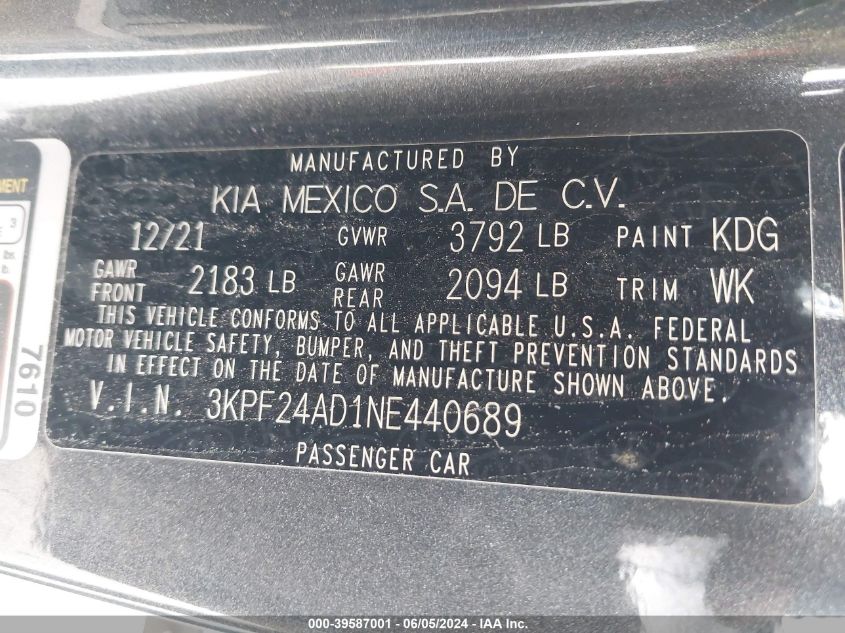 MANUFACTURED BY
KIA MEXICO S.A. DE C.V.
12/21 GVWR 3792 LB PAINT KDG
GAWR FRONT 2183 LB GAWR REAR 2094 LB TRIM WK
THIS VEHICLE CONFORMS TO ALL APPLICABLE U.S.A. FEDERAL
MOTOR VEHICLE SAFETY, BUMPER, AND THEFT PREVENTION STANDARDS
IN EFFECT ON THE DATE OF MANUFACTURE SHOWN ABOVE.
V.I.N. 3KPF24AD1NE440689
PASSENGER CAR
7610
3
lbs.
000-39587001 - 06/05/2024 - IAA Inc.